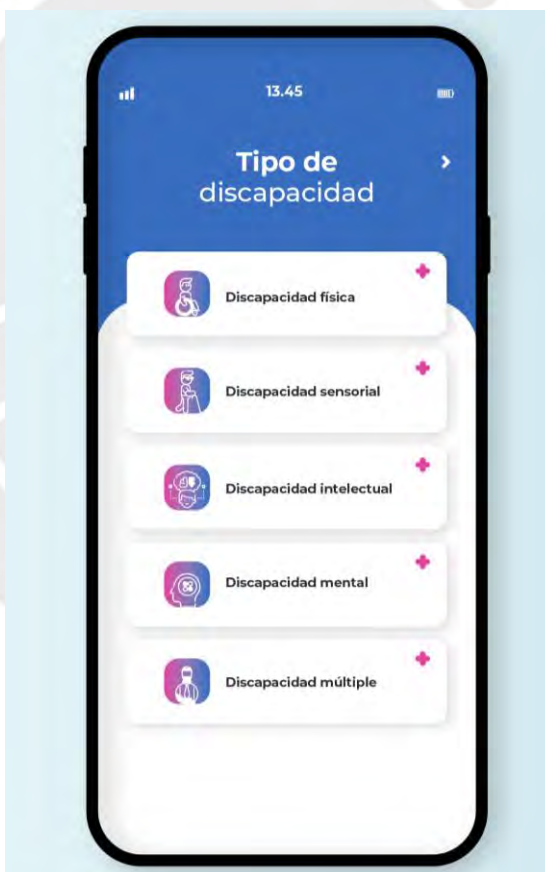 13.45
Tipo de
discapacidad
Discapacidad física
Discapacidad sensorial
Discapacidad intelectual
Discapacidad mental
Discapacidad múltiple